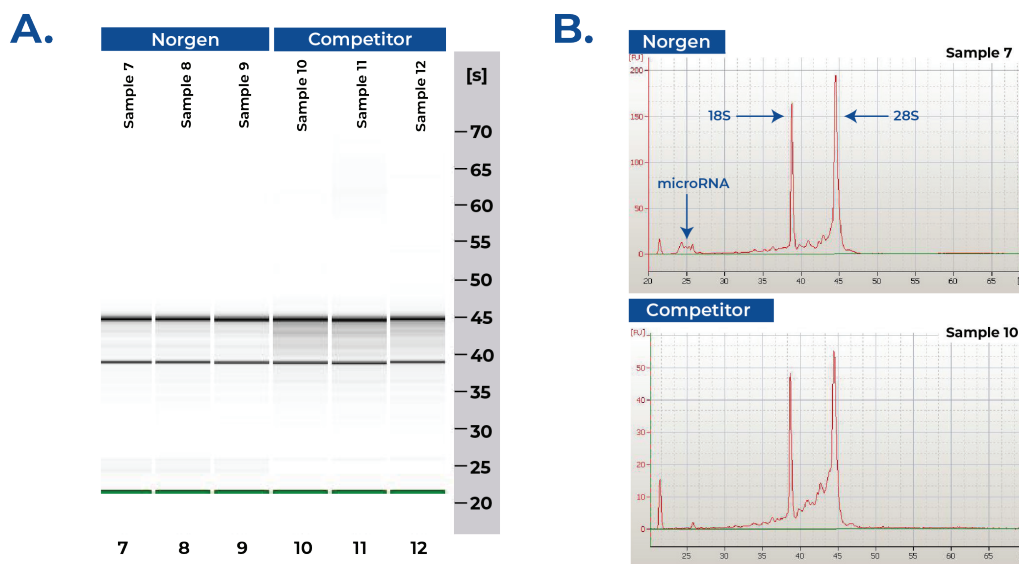 A.
Norgen
Competitor
Sample 7
Sample 8
Sample 9
Sample 10
Sample 11
Sample 12
[s]
70
65
60
55
50
45
40
35
30
25
20
7
8
9
10
11
12
B.
Norgen
Sample 7
[FU]
200
150
100
50
0
18S
28S
microRNA
20
25
30
35
40
45
50
55
60
65
[
Competitor
Sample 10
[FU]
50
40
30
20
10
0
25
30
35
40
45
50
55
60
65